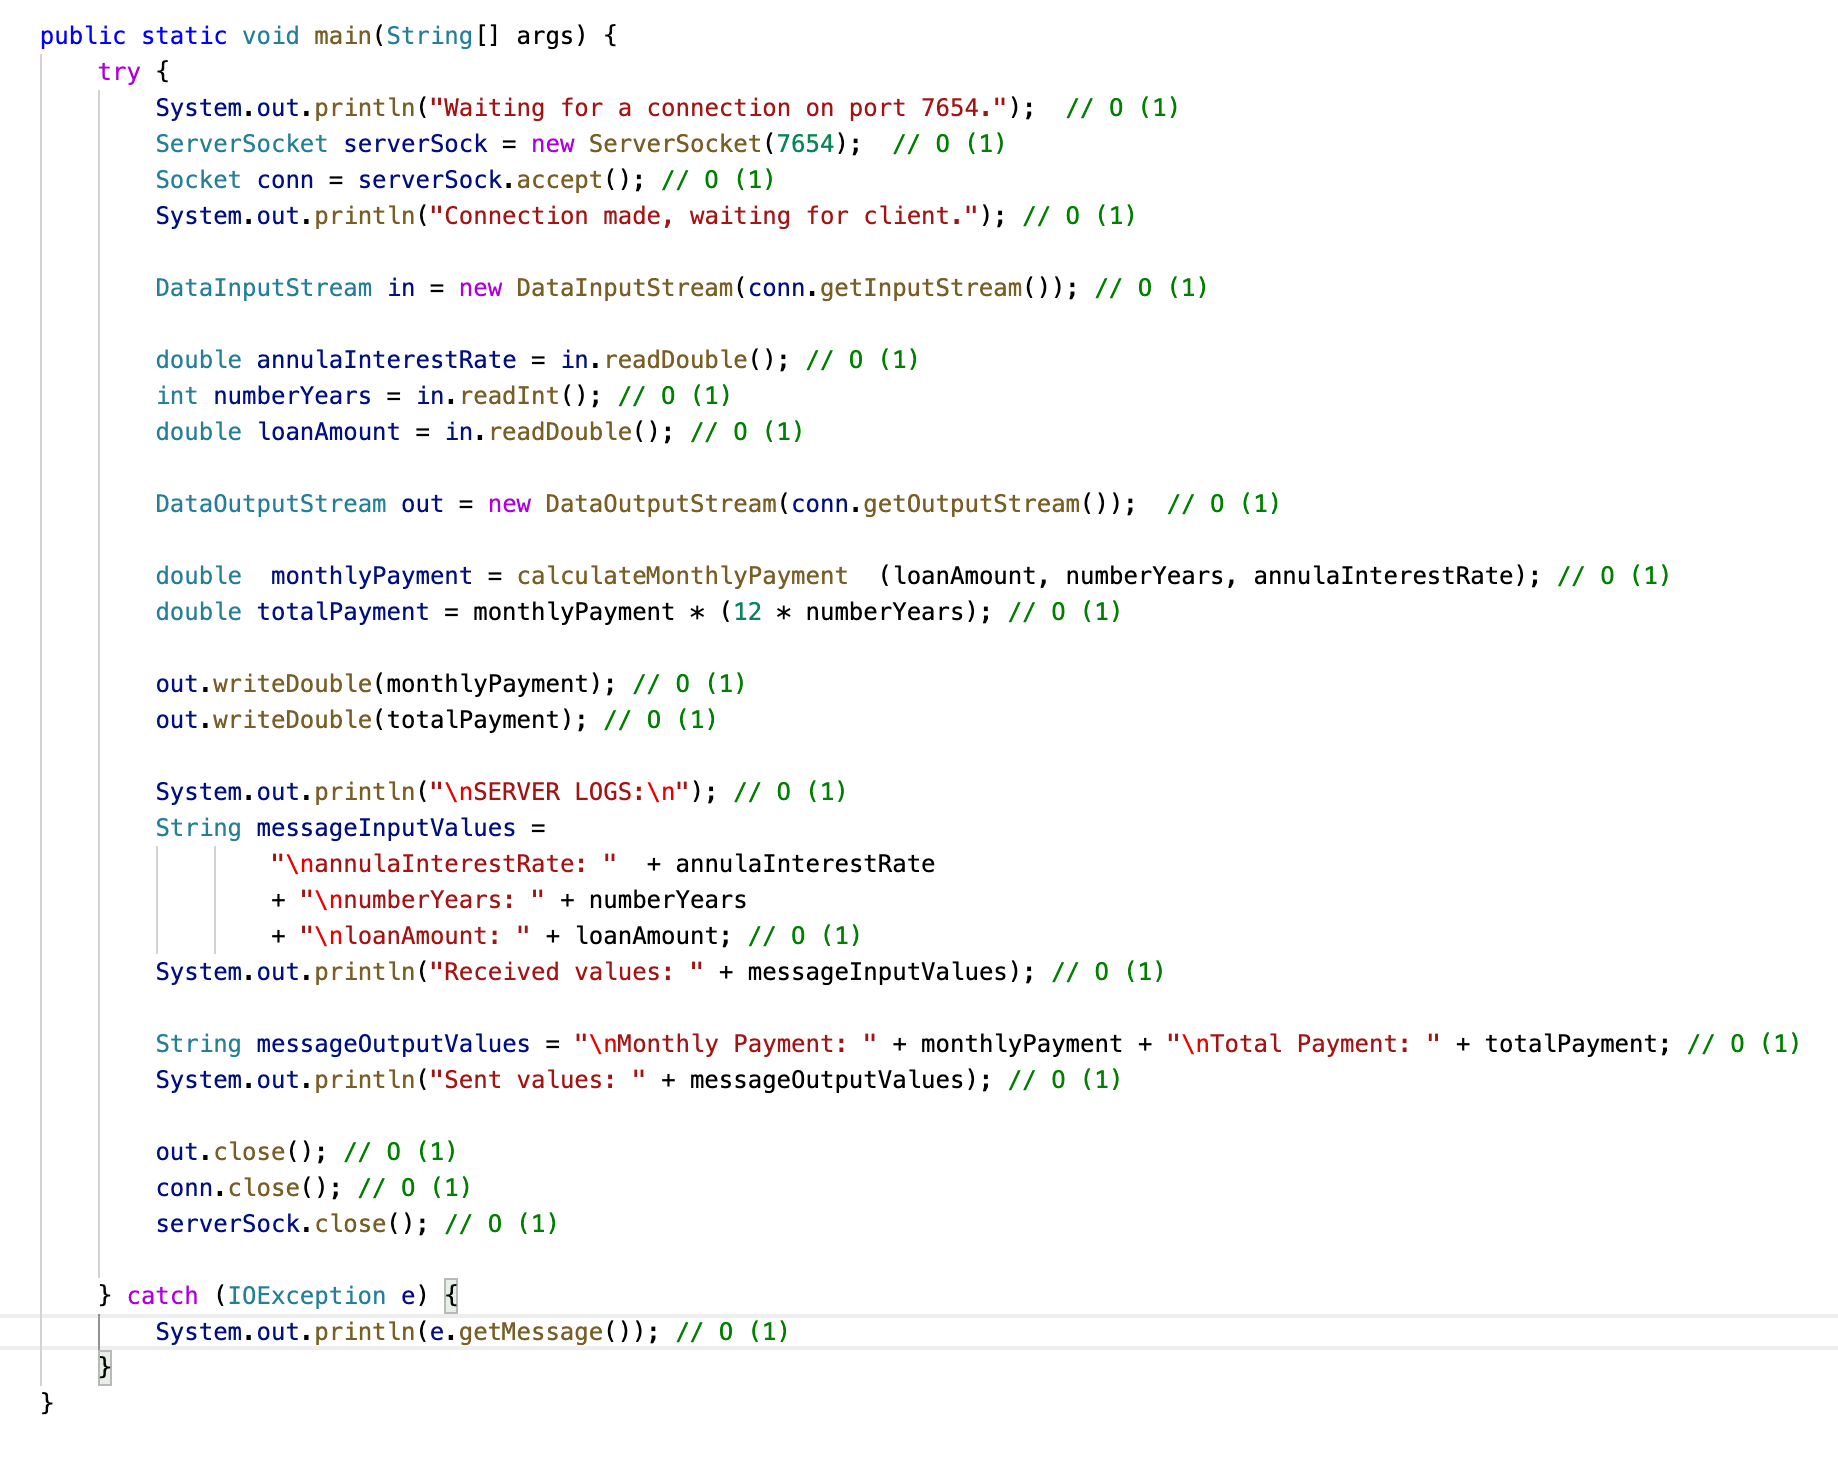 public static void main(String[] args) {
try {
System.out.println("Waiting for a connection on port 7654.");  // O (1)
ServerSocket serverSock = new ServerSocket(7654);  // O (1)
Socket conn = serverSock.accept(); // O (1)
System.out.println("Connection made, waiting for client."); // O (1)
DataInputStream in = new DataInputStream(conn.getInputStream()); // O (1)
double annulaInterestRate = in.readDouble(); // O (1)
int numberYears = in.readInt(); // O (1)
double loanAmount = in.readDouble(); // O (1)
DataOutputStream out = new DataOutputStream(conn.getOutputStream());  // O (1)
double  monthlyPayment = calculateMonthlyPayment  (loanAmount, numberYears, annulaInterestRate); // O (1)
double totalPayment = monthlyPayment * (12 * numberYears); // O (1)
out.writeDouble(monthlyPayment); // O (1)
out.writeDouble(totalPayment); // O (1)
System.out.println("\nSERVER LOGS:\n"); // O (1)
String messageInputValues =
"\nannulaInterestRate: "  + annulaInterestRate
+ "\nnumberYears: " + numberYears
+ "\nloanAmount: " + loanAmount; // O (1)
System.out.println("Received values: " + messageInputValues); // O (1)
String messageOutputValues = "\nMonthly Payment: " + monthlyPayment + "\nTotal Payment: " + totalPayment; // O (1)
System.out.println("Sent values: " + messageOutputValues); // O (1)
out.close(); // O (1)
conn.close(); // O (1)
serverSock.close(); // O (1)
} catch (IOException e) {
System.out.println(e.getMessage()); // O (1)
}
}